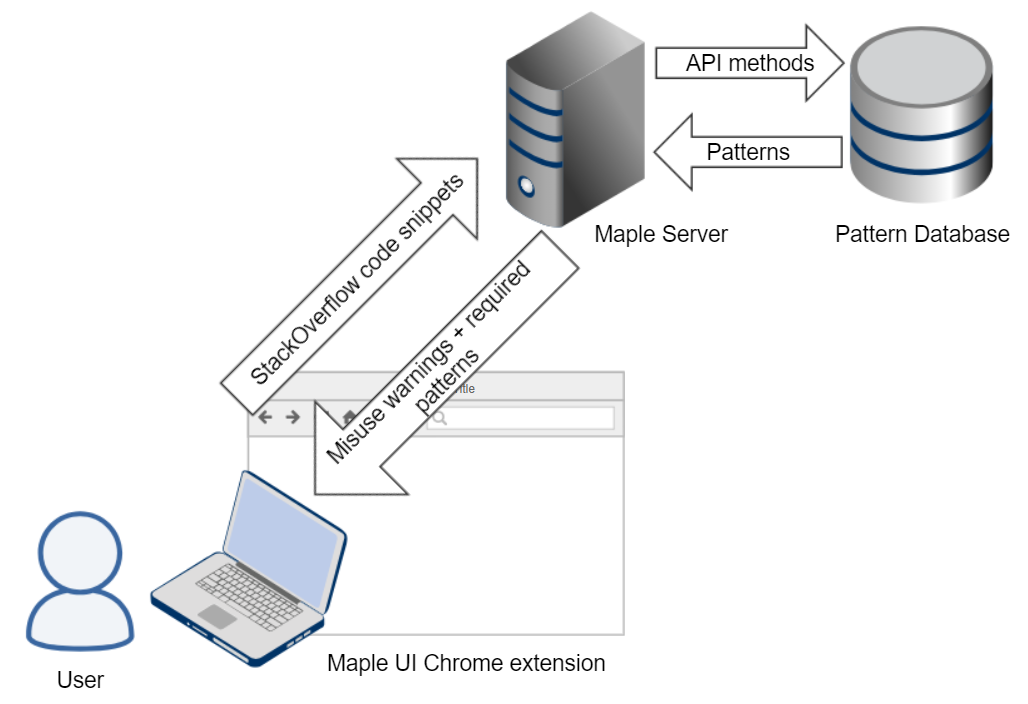 API methods
Patterns
Maple Server
Pattern Database
StackOverflow code snippets
Misuse warnings + required
patterns
Maple UI Chrome extension
User